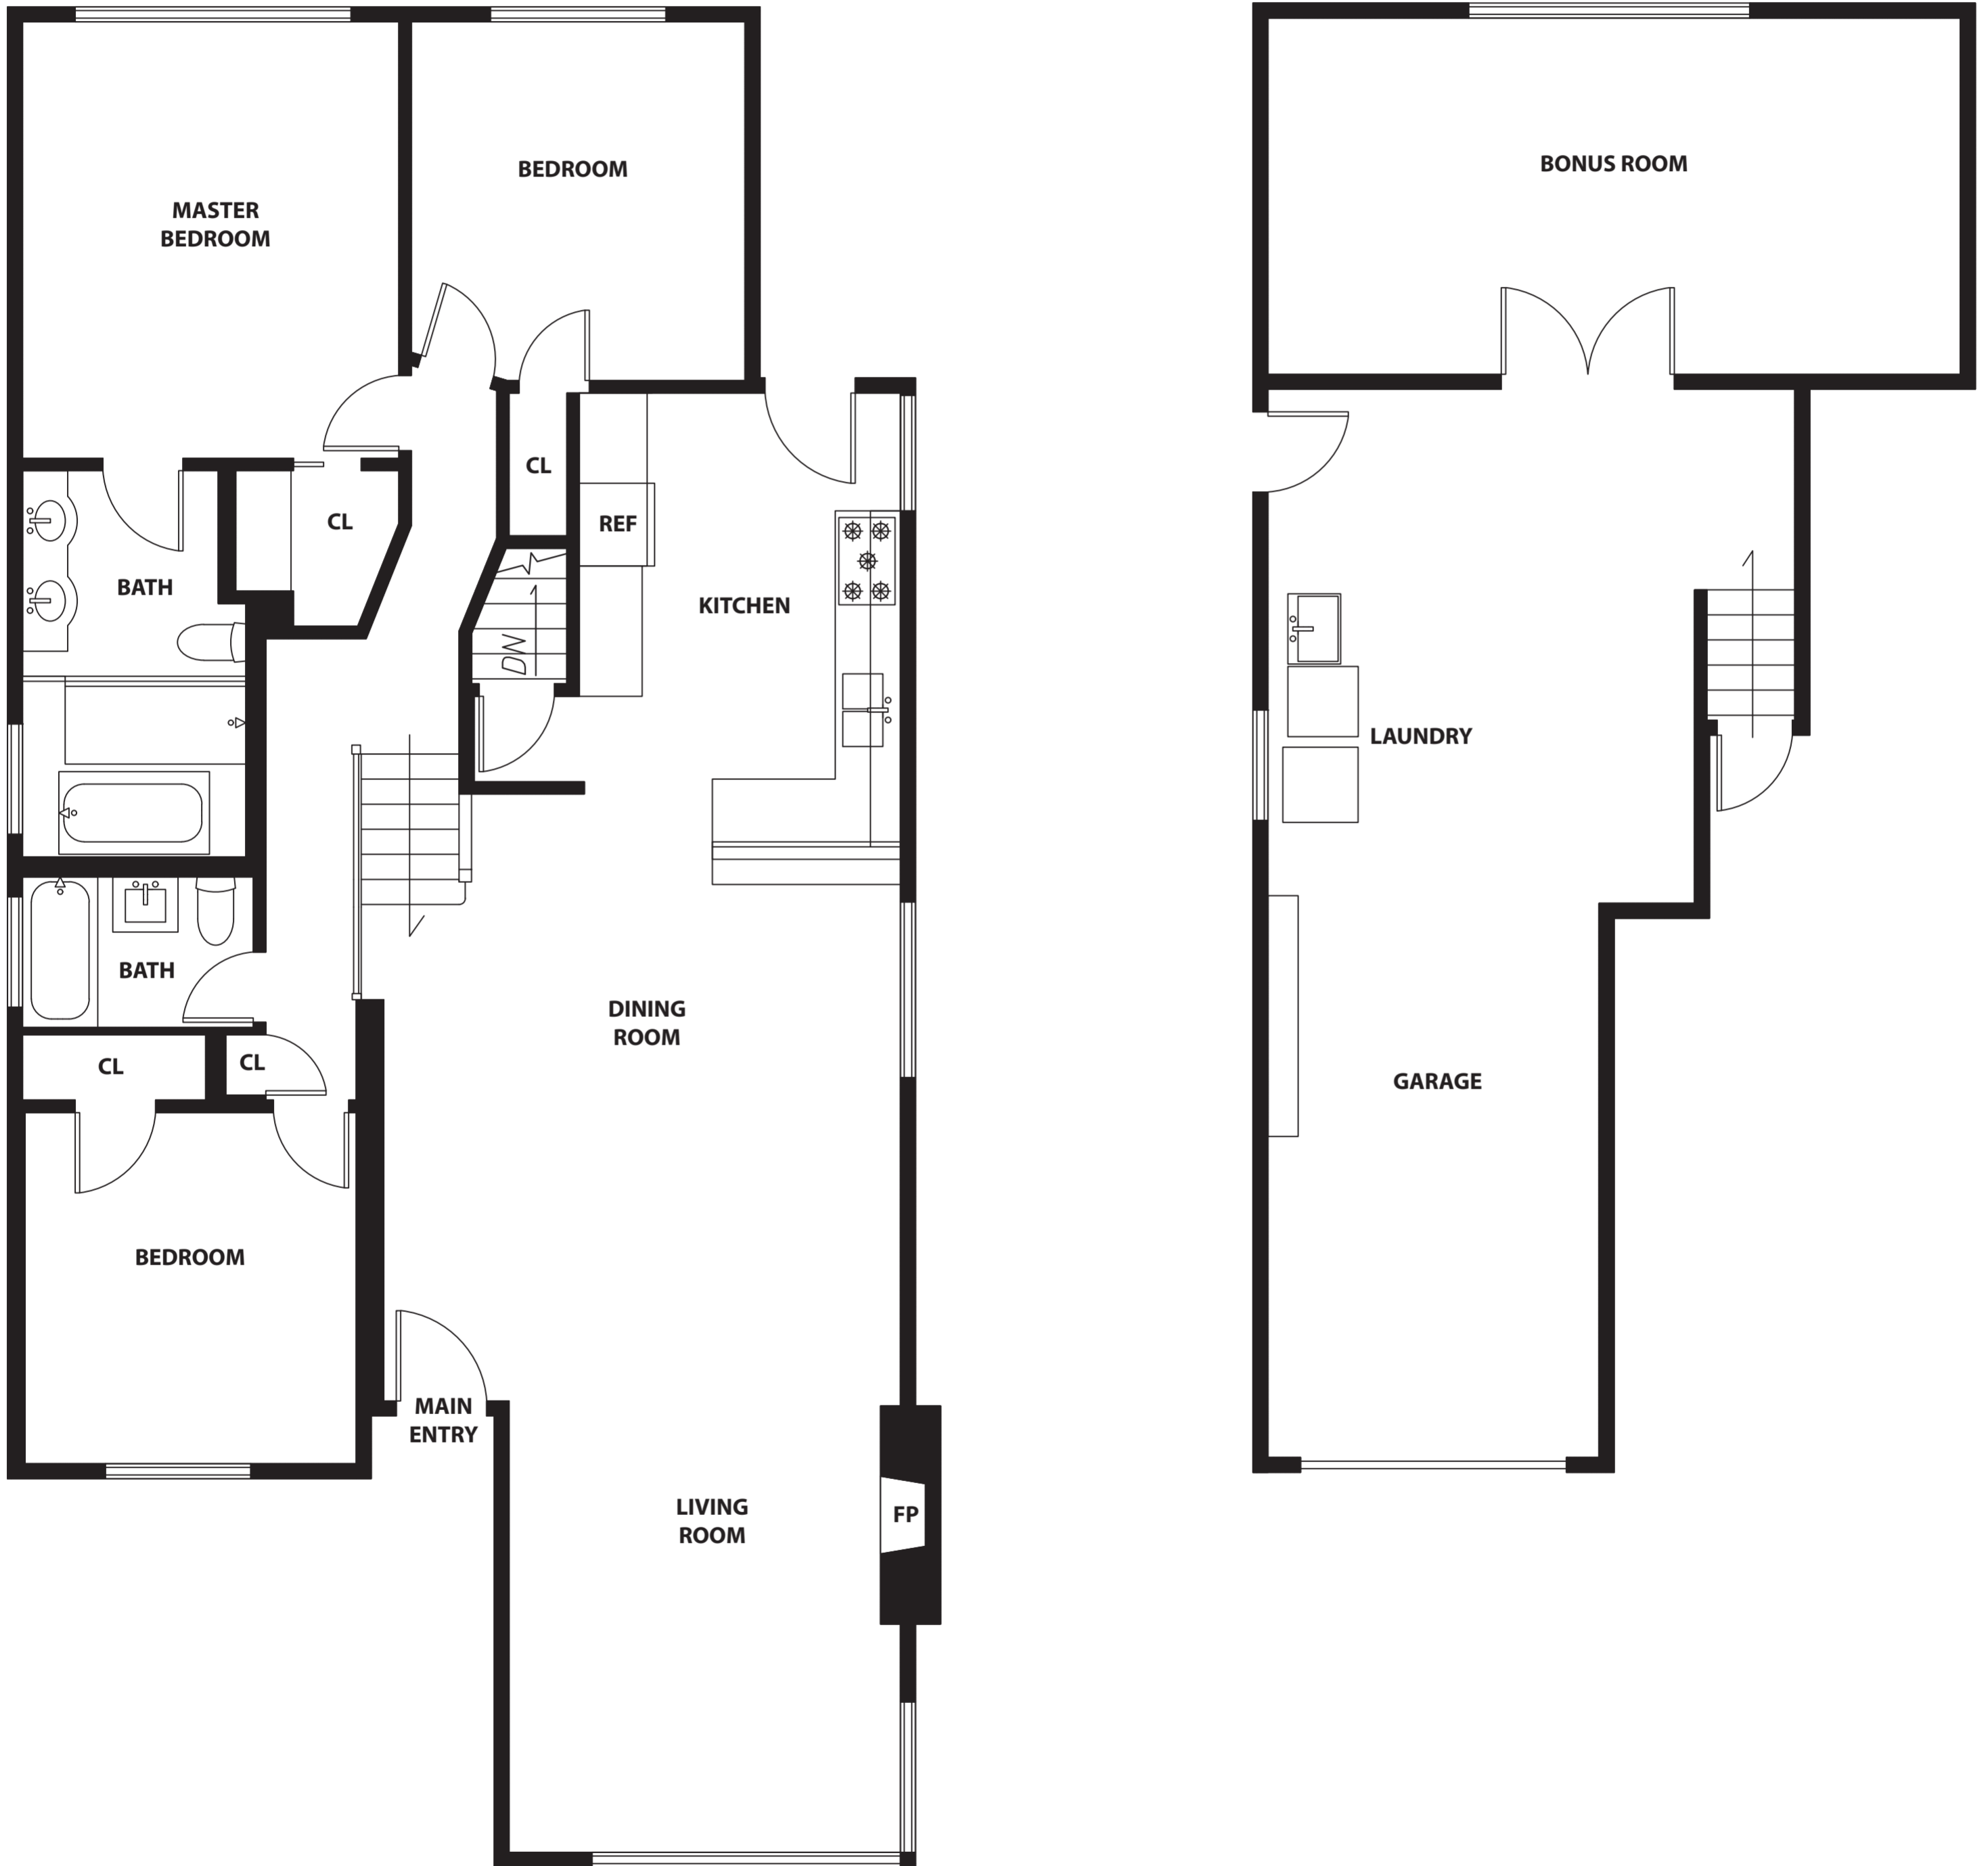 BEDROOM
MASTER
BEDROOM
CL
CL
REF
BATH
KITCHEN
DN
BATH
DINING
ROOM
CL
CL
BEDROOM
MAIN
ENTRY
LIVING
ROOM
FP
BONUS ROOM
LAUNDRY
GARAGE